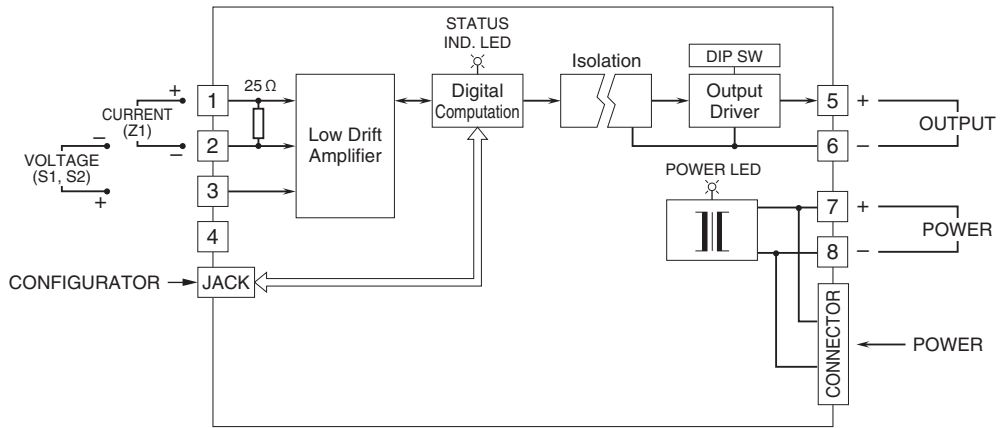 STATUS
IND. LED
Isolation
DIP SW
+
1
25 Ω
CURRENT
(Z1)
Digital
Computation
Output
Driver
5
+
OUTPUT
–
2
Low Drift
Amplifier
6
–
–
VOLTAGE
(S1, S2)
+
3
POWER LED
7
+
POWER
4
8
–
CONFIGURATOR
JACK
CONNECTOR
POWER